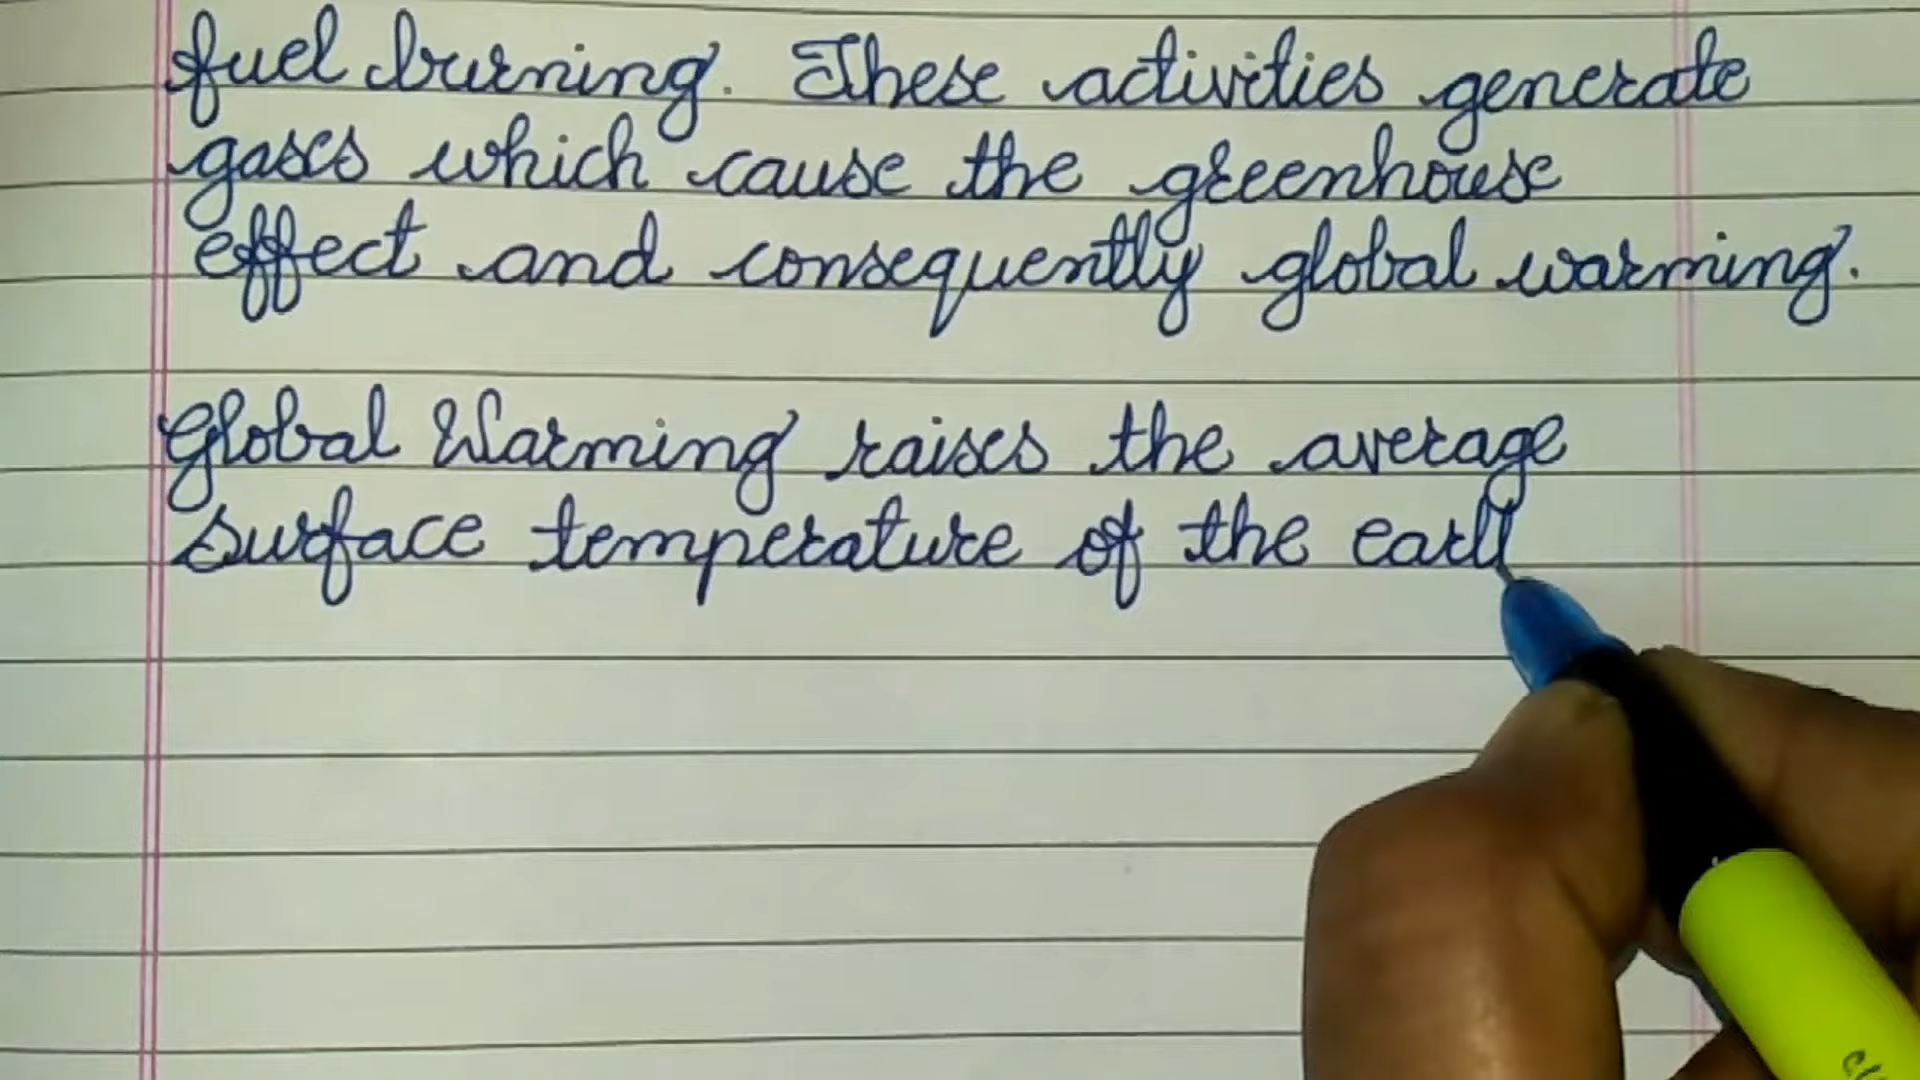 fuel burning. These activities generate
gases which cause the greenhouse
effect and consequently global warming.
Global Warming raises the average
surface temperature of the